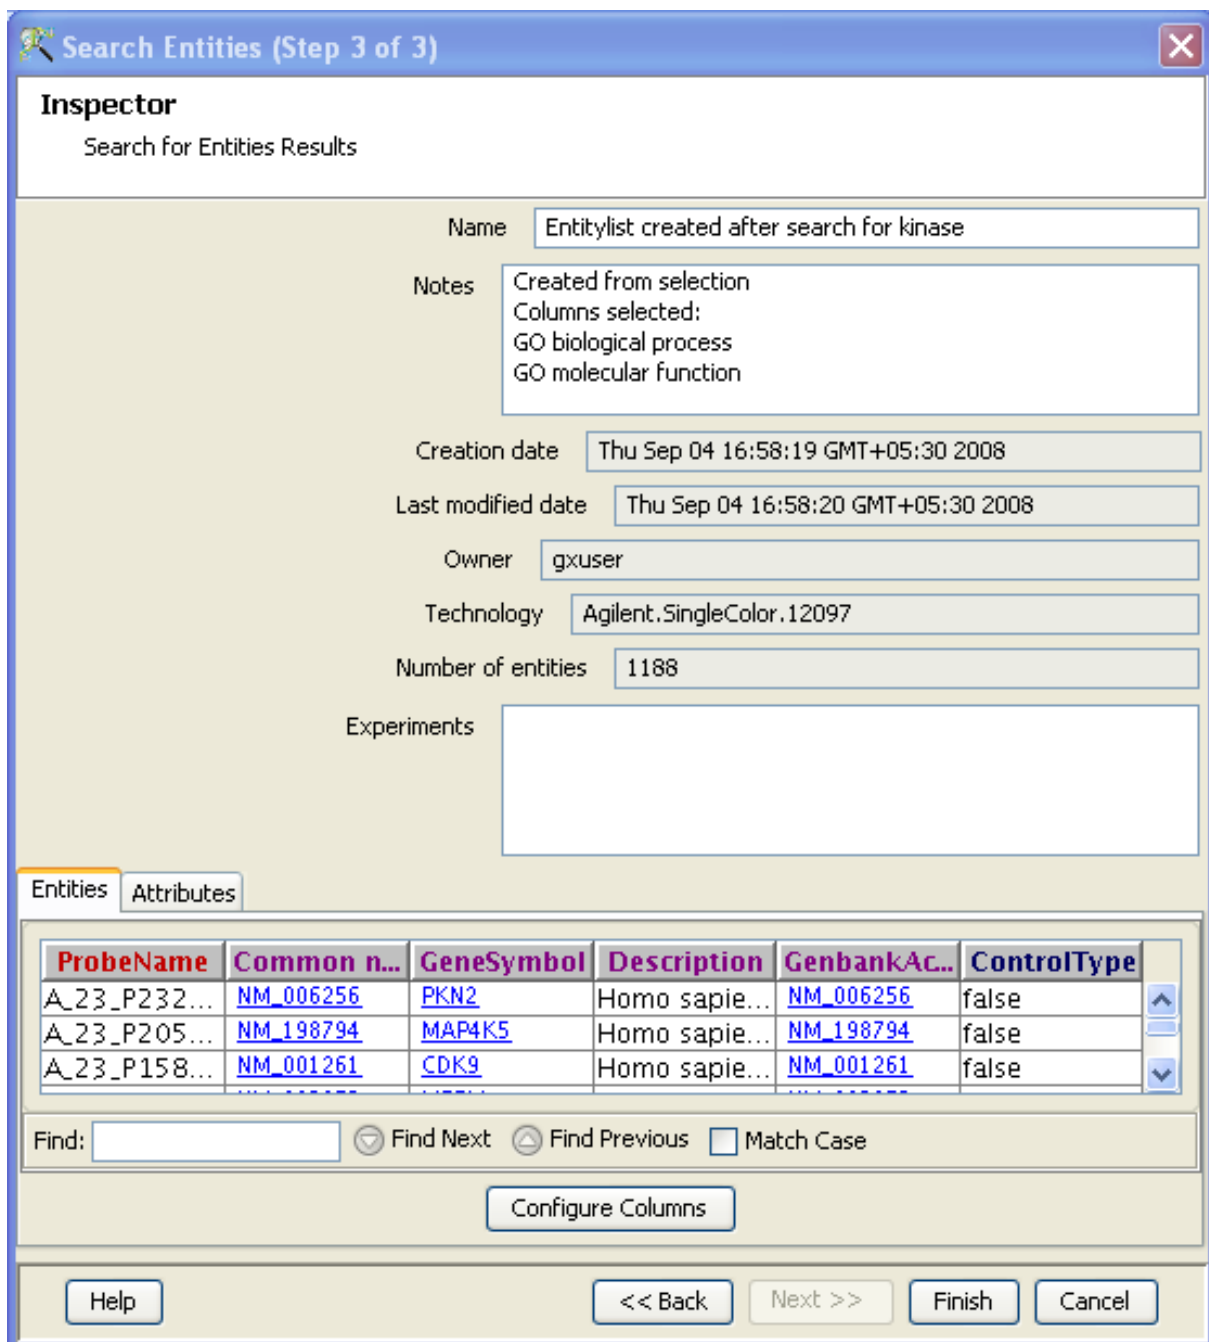 Search Entities (Step 3 of 3)
Inspector
Search for Entities Results
Name Entitylist created after search for kinase
Notes Created from selection
Columns selected:
GO biological process
GO molecular function
Creation date Thu Sep 04 16:58:19 GMT+05:30 2008
Last modified date Thu Sep 04 16:58:20 GMT+05:30 2008
Owner gxuser
Technology Agilent.SingleColor.12097
Number of entities 1188
Experiments
Entities Attributes
ProbeName Common n... GeneSymbol Description GenbankAc... ControlType
A_23_P232... NM_006256 PKN2 Homo sapie... NM_006256 false
A_23_P205... NM_198794 MAP4K5 Homo sapie... NM_198794 false
A_23_P158... NM_001261 CDK9 Homo sapie... NM_001261 false
Find: Find Next Find Previous Match Case
Configure Columns
Help << Back Next >> Finish Cancel